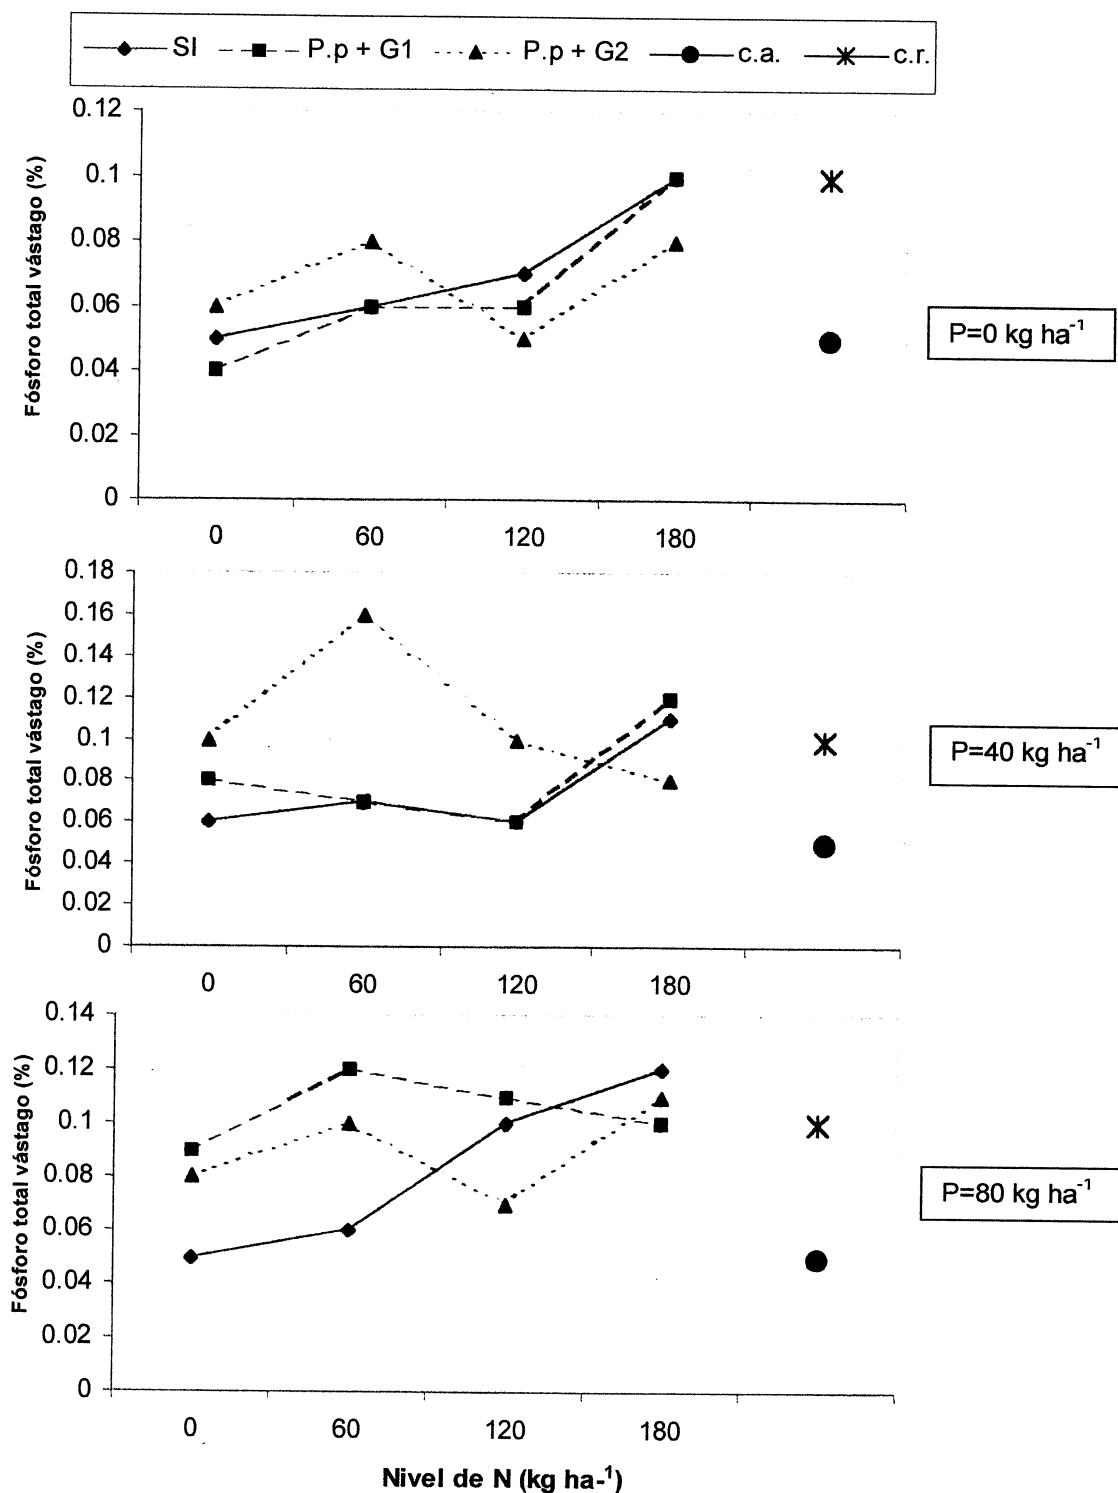 SI P.p + G1 P.p + G2 c.a. c.r.
Fósforo total vástago (%)
0.12
0.1
0.08
0.06
0.04
0.02
0
0 60 120 180
P=0 kg ha-1
Fósforo total vástago (%)
0.18
0.16
0.14
0.12
0.1
0.08
0.06
0.04
0.02
0
0 60 120 180
P=40 kg ha-1
Fósforo total vástago (%)
0.14
0.12
0.1
0.08
0.06
0.04
0.02
0
0 60 120 180
P=80 kg ha-1
Nivel de N (kg ha-1)